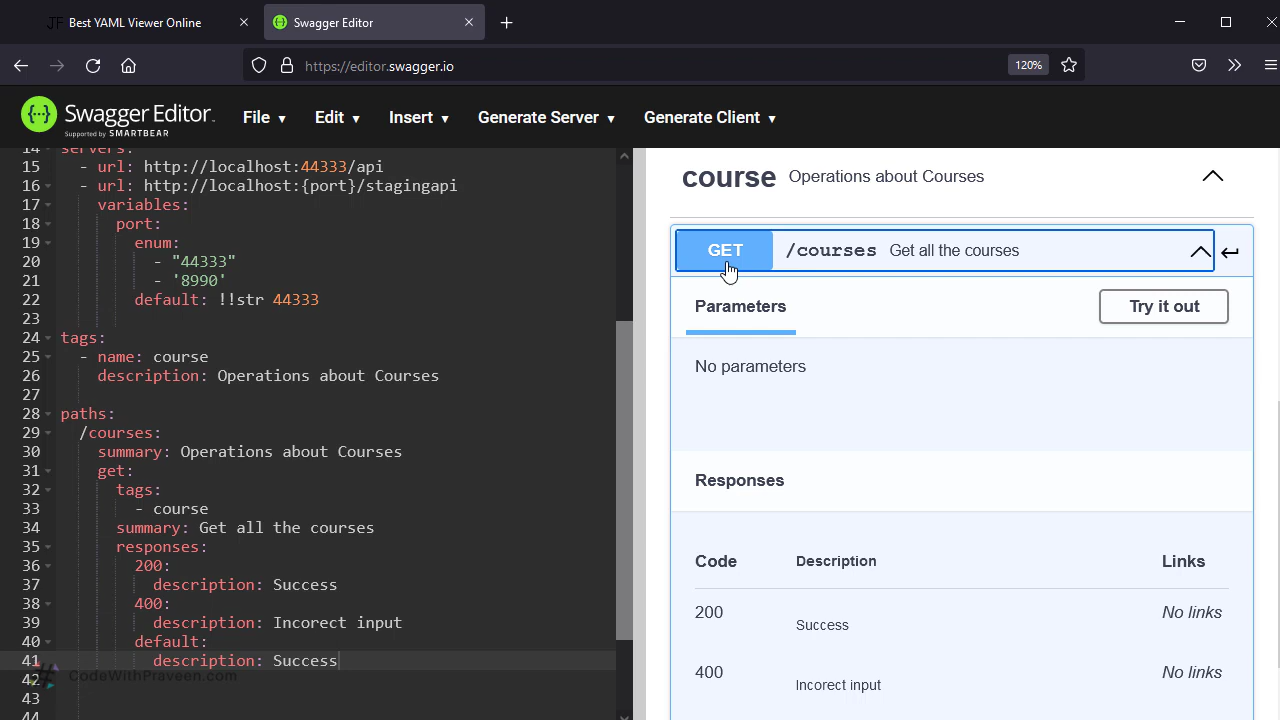 JF Best YAML Viewer Online
Swagger Editor
https://editor.swagger.io
120%
{···} Swagger Editor
Supported by SMARTBEAR
File
Edit
Insert
Generate Server
Generate Client
14 servers:
15 - url: http://localhost:44333/api
16 - url: http://localhost:{port}/stagingapi
17 variables:
18 port:
19 enum:
20 - "44333"
21 - '8990'
22 default: !!str 44333
23
24 tags:
25 - name: course
26 description: Operations about Courses
27
28 paths:
29 /courses:
30 summary: Operations about Courses
31 get:
32 tags:
33 - course
34 summary: Get all the courses
35 responses:
36 200:
37 description: Success
38 400:
39 description: Incorect input
40 default:
41 description: Success
42
# CodeWithPraveen.com
43
44
course Operations about Courses
GET /courses Get all the courses
Parameters Try it out
No parameters
Responses
Code Description Links
200 Success No links
400 Incorect input No links